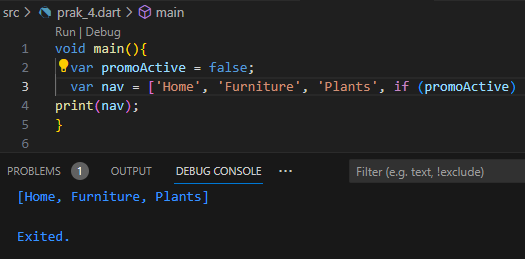 src > prak_4.dart > main
Run | Debug
1 void main(){
2 var promoActive = false;
3 var nav = ['Home', 'Furniture', 'Plants', if (promoActive)
4 print(nav);
5 }
6
PROBLEMS 1 OUTPUT DEBUG CONSOLE ··· Filter (e.g. text, !exclude)
[Home, Furniture, Plants]
Exited.